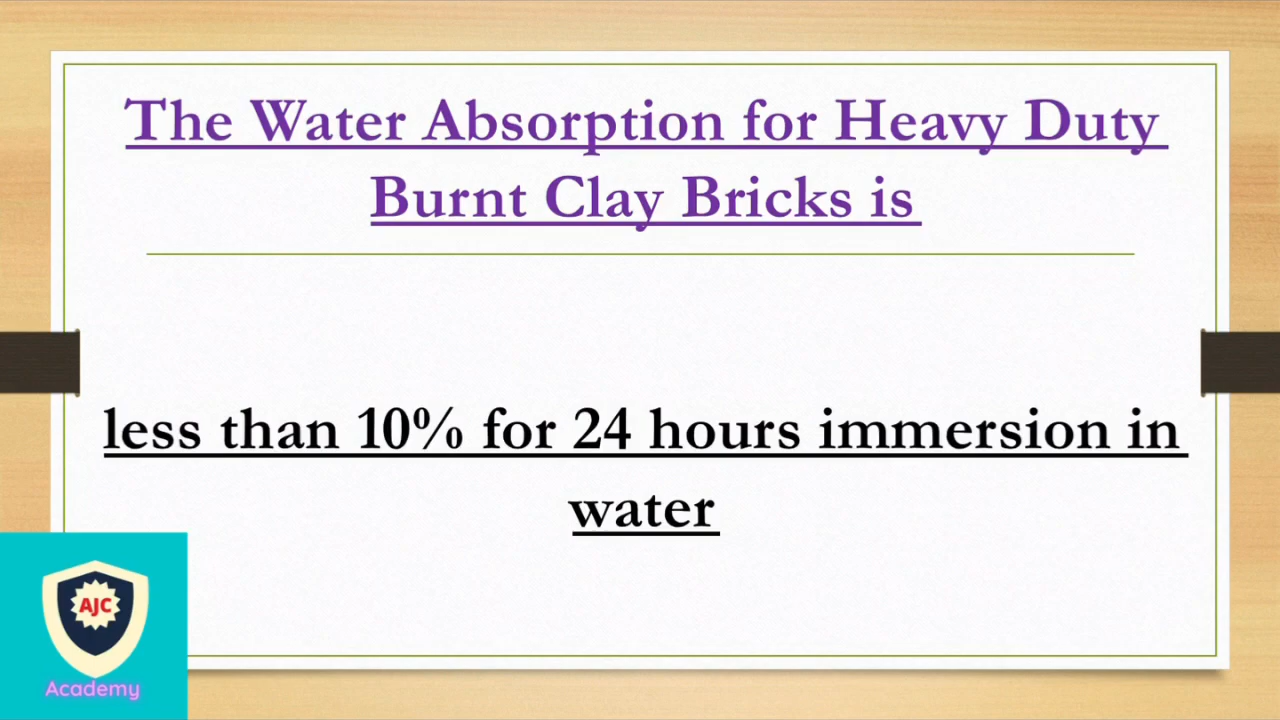 The Water Absorption for Heavy Duty
Burnt Clay Bricks is
less than 10% for 24 hours immersion in
water
AJC
Academy